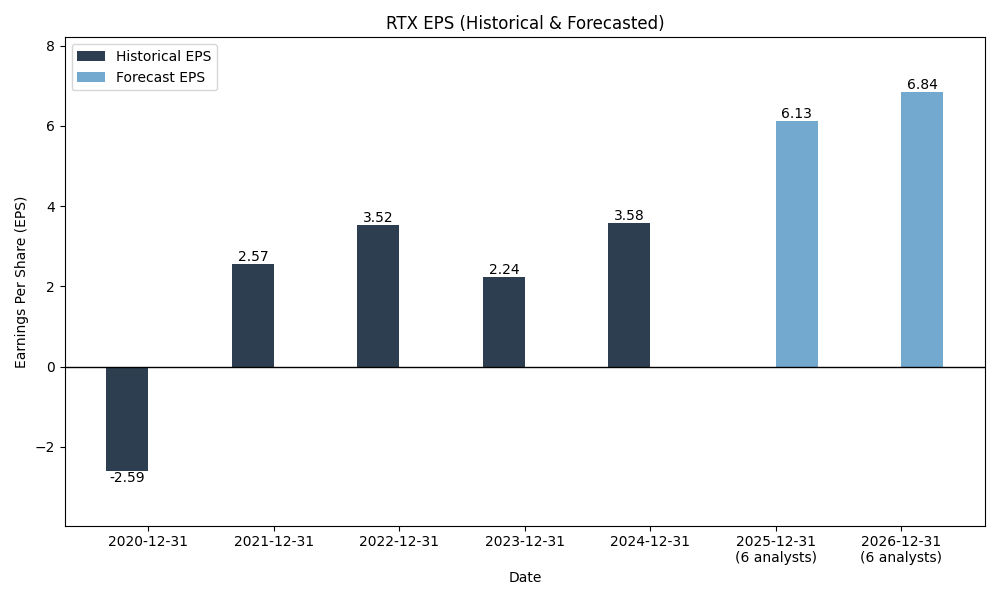 RTX EPS (Historical & Forecasted)
Historical EPS
Forecast EPS
Earnings Per Share (EPS)
8
6
4
2
0
−2
-2.59
2.57
3.52
2.24
3.58
6.13
6.84
2020-12-31
2021-12-31
2022-12-31
2023-12-31
2024-12-31
2025-12-31
(6 analysts)
2026-12-31
(6 analysts)
Date